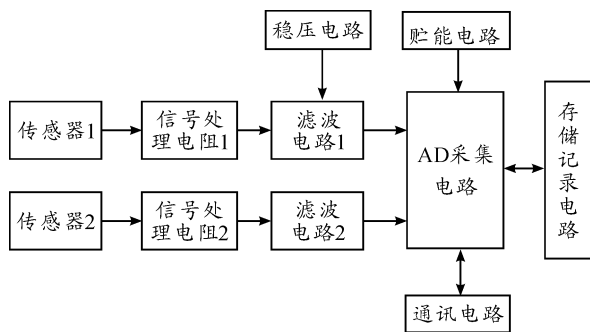 稳压电路
贮能电路
传感器1
信号处
理电阻1
滤波
电路1
AD采集
电路
存储记录电路
传感器2
信号处
理电阻2
滤波
电路2
通讯电路